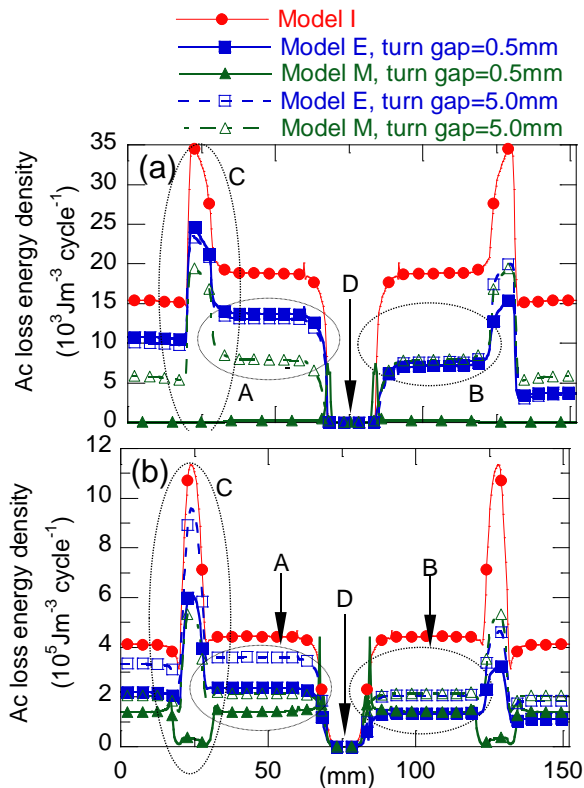 Model I
Model E, turn gap=0.5mm
Model M, turn gap=0.5mm
Model E, turn gap=5.0mm
Model M, turn gap=5.0mm
(a)
C
D
A
B
35
30
25
20
15
10
5
0
Ac loss energy density
(10³Jm⁻³ cycle⁻¹)
(b)
C
A
D
B
12
10
8
6
4
2
0
Ac loss energy density
(10⁵Jm⁻³ cycle⁻¹)
0 50 (mm) 100 150